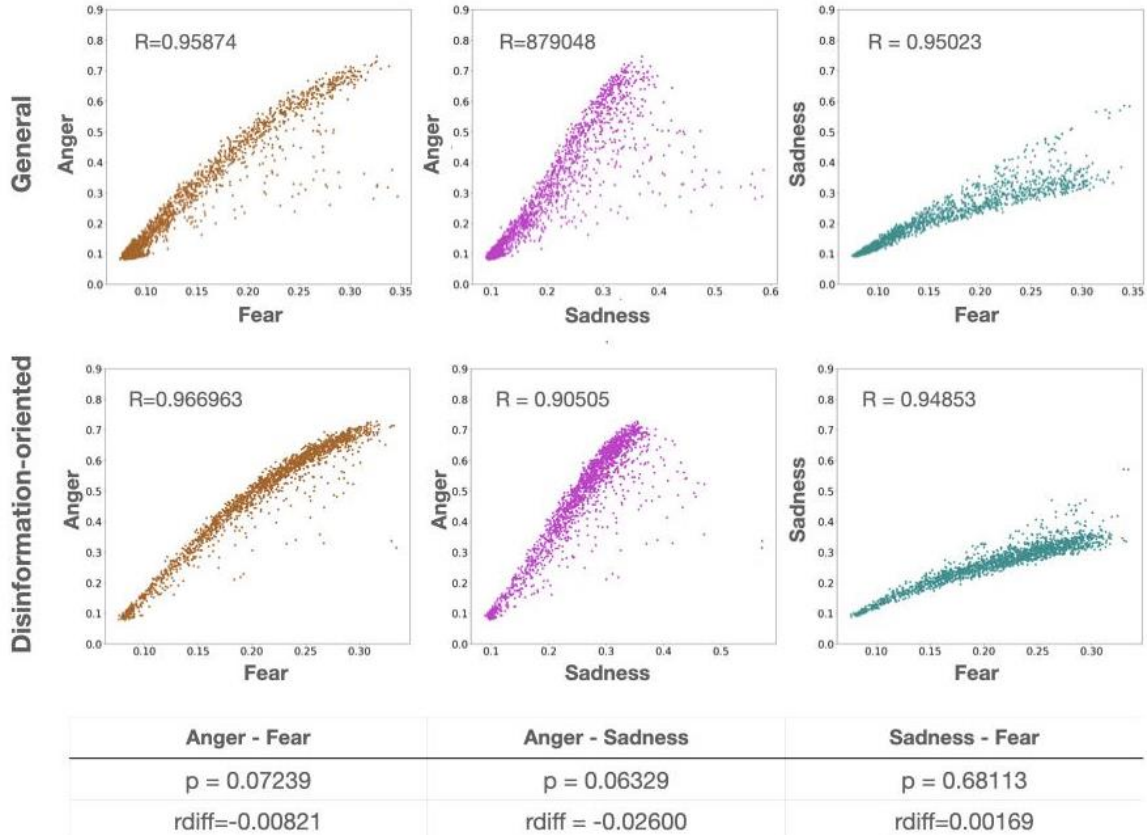 General
R=0.95874
Anger
0.9
0.8
0.7
0.6
0.5
0.4
0.3
0.2
0.1
0.0
0.10 0.15 0.20 0.25 0.30 0.35
Fear
R=879048
Anger
0.9
0.8
0.7
0.6
0.5
0.4
0.3
0.2
0.1
0.0
0.1 0.2 0.3 0.4 0.5 0.6
Sadness
R = 0.95023
Sadness
0.9
0.8
0.7
0.6
0.5
0.4
0.3
0.2
0.1
0.0
0.10 0.15 0.20 0.25 0.30 0.35
Fear
Disinformation-oriented
R=0.966963
Anger
0.9
0.8
0.7
0.6
0.5
0.4
0.3
0.2
0.1
0.0
0.10 0.20 0.30
Fear
R = 0.90505
Anger
0.9
0.8
0.7
0.6
0.5
0.4
0.3
0.2
0.1
0.0
0.1 0.2 0.3 0.4 0.5
Sadness
R = 0.94853
Sadness
0.9
0.8
0.7
0.6
0.5
0.4
0.3
0.2
0.1
0.0
0.10 0.15 0.20 0.25 0.30
Fear
Anger - Fear Anger - Sadness Sadness - Fear
p = 0.07239 p = 0.06329 p = 0.68113
rdiff=-0.00821 rdiff = -0.02600 rdiff=0.00169